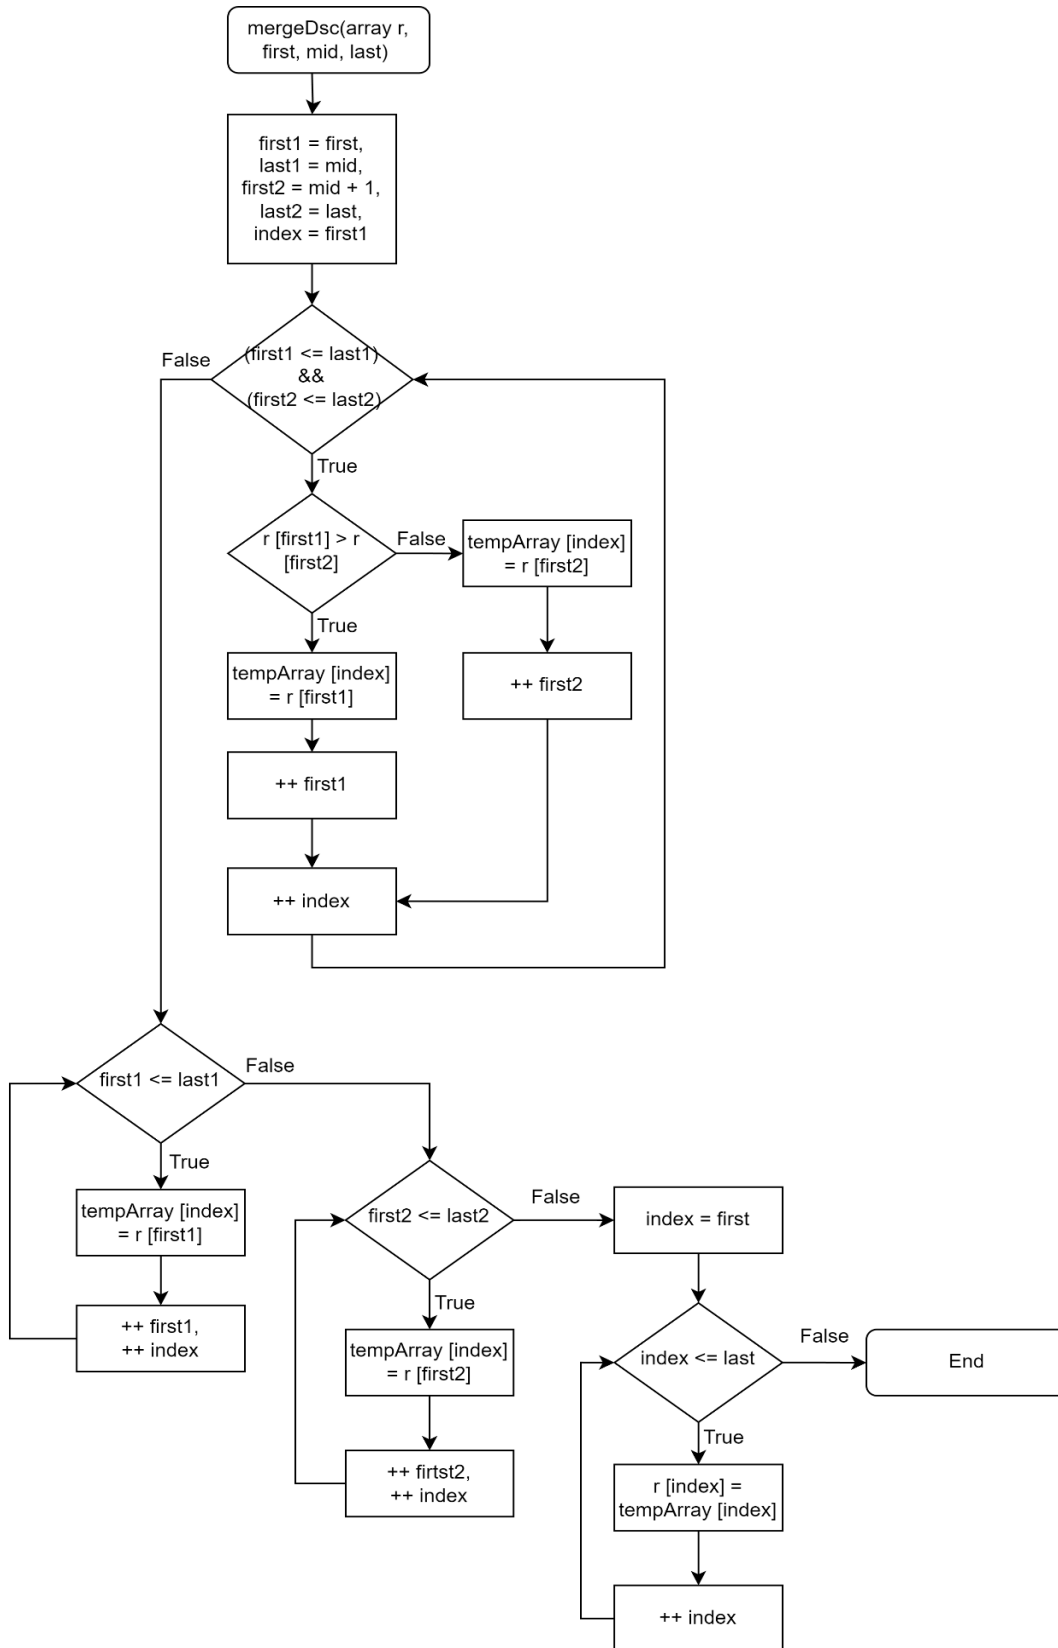 mergeDsc(array r,
first, mid, last)
first1 = first,
last1 = mid,
first2 = mid + 1,
last2 = last,
index = first1
False
(first1 <= last1)
&&
(first2 <= last2)
True
r [first1] > r
[first2]
False
tempArray [index]
= r [first2]
True
tempArray [index]
= r [first1]
++ first2
++ first1
++ index
first1 <= last1
False
True
tempArray [index]
= r [first1]
++ first1,
++ index
first2 <= last2
False
index = first
True
tempArray [index]
= r [first2]
++ firtst2,
++ index
index <= last
False
End
True
r [index] =
tempArray [index]
++ index